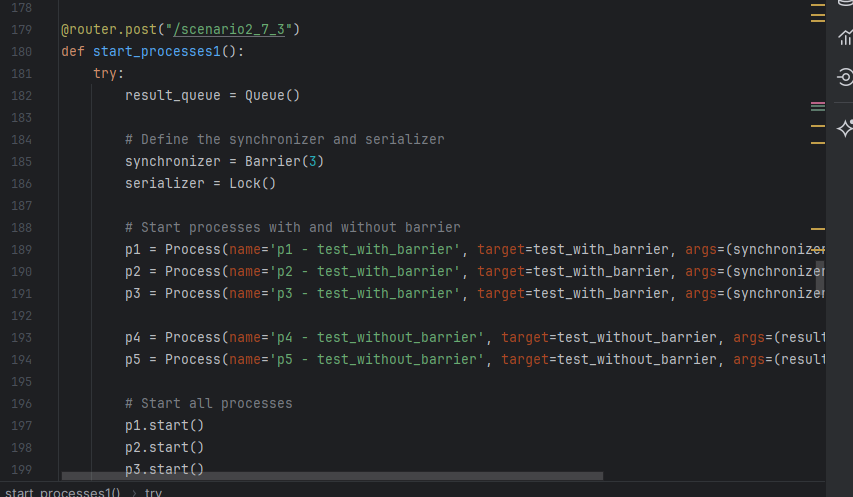 178
179 @router.post("/scenario2_7_3")
180 def start_processes1():
181 try:
182 result_queue = Queue()
183
184 # Define the synchronizer and serializer
185 synchronizer = Barrier(3)
186 serializer = Lock()
187
188 # Start processes with and without barrier
189 p1 = Process(name='p1 - test_with_barrier', target=test_with_barrier, args=(synchronizer
190 p2 = Process(name='p2 - test_with_barrier', target=test_with_barrier, args=(synchronizer
191 p3 = Process(name='p3 - test_with_barrier', target=test_with_barrier, args=(synchronizer
192
193 p4 = Process(name='p4 - test_without_barrier', target=test_without_barrier, args=(result
194 p5 = Process(name='p5 - test_without_barrier', target=test_without_barrier, args=(result
195
196 # Start all processes
197 p1.start()
198 p2.start()
199 p3.start()
start_processes1() › try